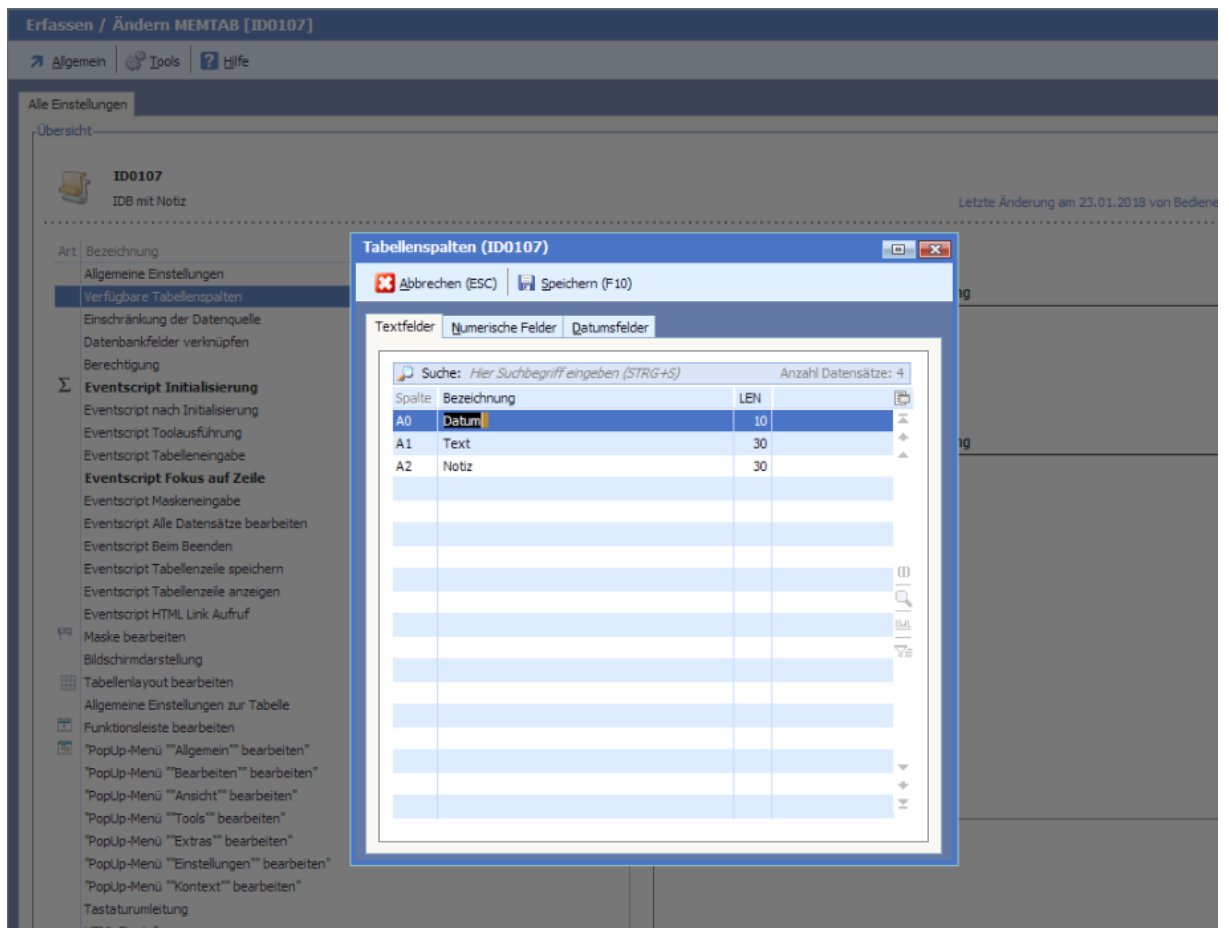 Erfassen / Ändern MEMTAB [ID0107]
Allgemein Tools Hilfe
Alle Einstellungen
Übersicht
ID0107
IDB mit Notiz
Letzte Änderung am 23.01.2018 von Bediene
Art Bezeichnung
Allgemeine Einstellungen
Verfügbare Tabellenspalten
Einschränkung der Datenquelle
Datenbankfelder verknüpfen
Berechtigung
Σ Eventscript Initialisierung
Eventscript nach Initialisierung
Eventscript Toolausführung
Eventscript Tabelleneingabe
Eventscript Fokus auf Zeile
Eventscript Maskeneingabe
Eventscript Alle Datensätze bearbeiten
Eventscript Beim Beenden
Eventscript Tabellenzeile speichern
Eventscript Tabellenzeile anzeigen
Eventscript HTML Link Aufruf
Maske bearbeiten
Bildschirmdarstellung
Tabellenlayout bearbeiten
Allgemeine Einstellungen zur Tabelle
Funktionsleiste bearbeiten
"PopUp-Menü ""Allgemein"" bearbeiten"
"PopUp-Menü ""Bearbeiten"" bearbeiten"
"PopUp-Menü ""Ansicht"" bearbeiten"
"PopUp-Menü ""Tools"" bearbeiten"
"PopUp-Menü ""Extras"" bearbeiten"
"PopUp-Menü ""Einstellungen"" bearbeiten"
"PopUp-Menü ""Kontext"" bearbeiten"
Tastaturumleitung
Tabellenspalten (ID0107)
Abbrechen (ESC) Speichern (F10)
Textfelder Numerische Felder Datumsfelder
Suche: Hier Suchbegriff eingeben (STRG+S) Anzahl Datensätze: 4
Spalte Bezeichnung LEN
A0 Datum 10
A1 Text 30
A2 Notiz 30
ng
ng